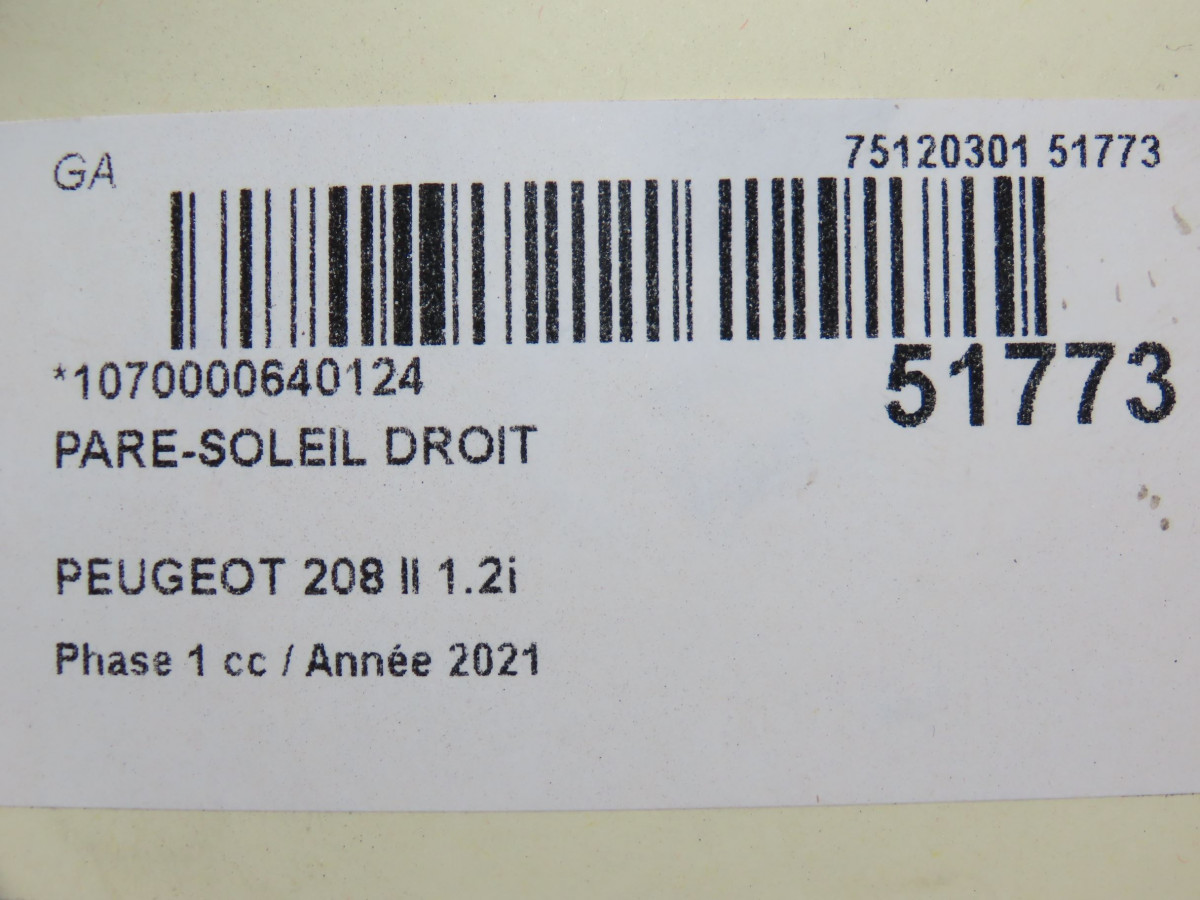 GA
75120301 51773
*1070000640124
51773
PARE-SOLEIL DROIT
PEUGEOT 208 II 1.2i
Phase 1 cc / Année 2021